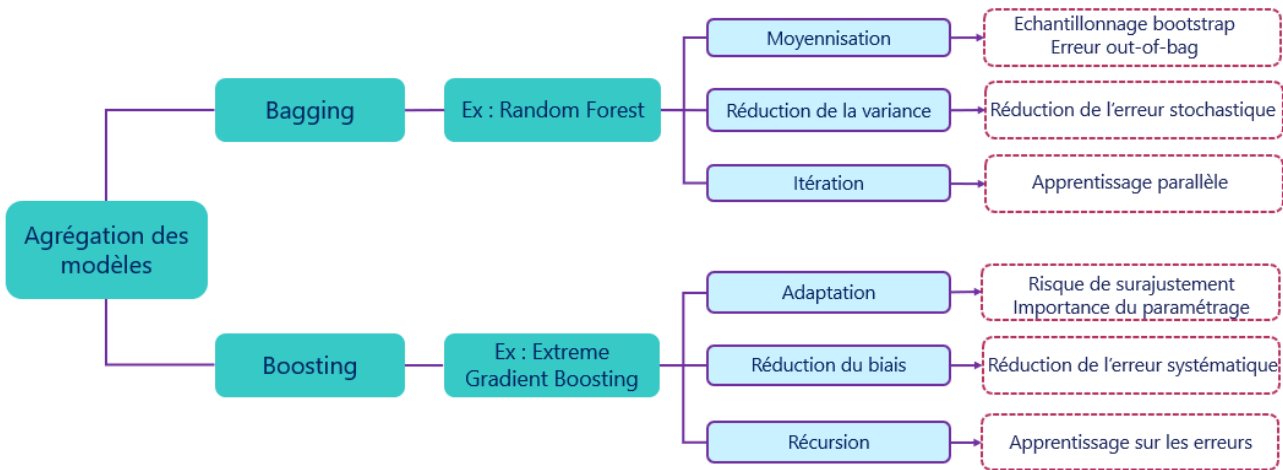 Agrégation des
modèles
Bagging
Ex : Random Forest
Moyennisation
Echantillonnage bootstrap
Erreur out-of-bag
Réduction de la variance
Réduction de l'erreur stochastique
Itération
Apprentissage parallèle
Boosting
Ex : Extreme
Gradient Boosting
Adaptation
Risque de surajustement
Importance du paramétrage
Réduction du biais
Réduction de l'erreur systématique
Récursion
Apprentissage sur les erreurs